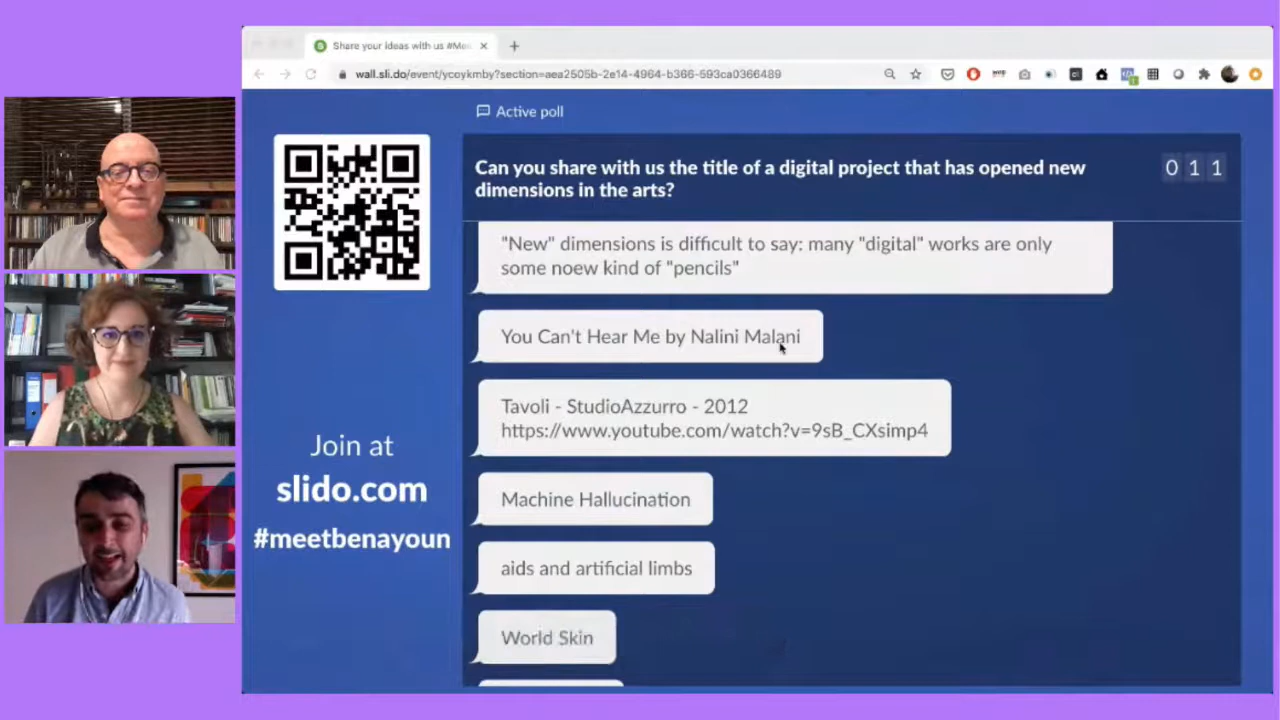 Share your ideas with us #Mee
wall.sli.do/event/ycoykmby?section=aea2505b-2e14-4964-b366-593ca0366489
Active poll
Can you share with us the title of a digital project that has opened new
dimensions in the arts?
0 1 1
"New" dimensions is difficult to say: many "digital" works are only
some noew kind of "pencils"
You Can't Hear Me by Nalini Malani
Tavoli - StudioAzzurro - 2012
https://www.youtube.com/watch?v=9sB_CXsimp4
Machine Hallucination
aids and artificial limbs
World Skin
Join at
slido.com
#meetbenayoun